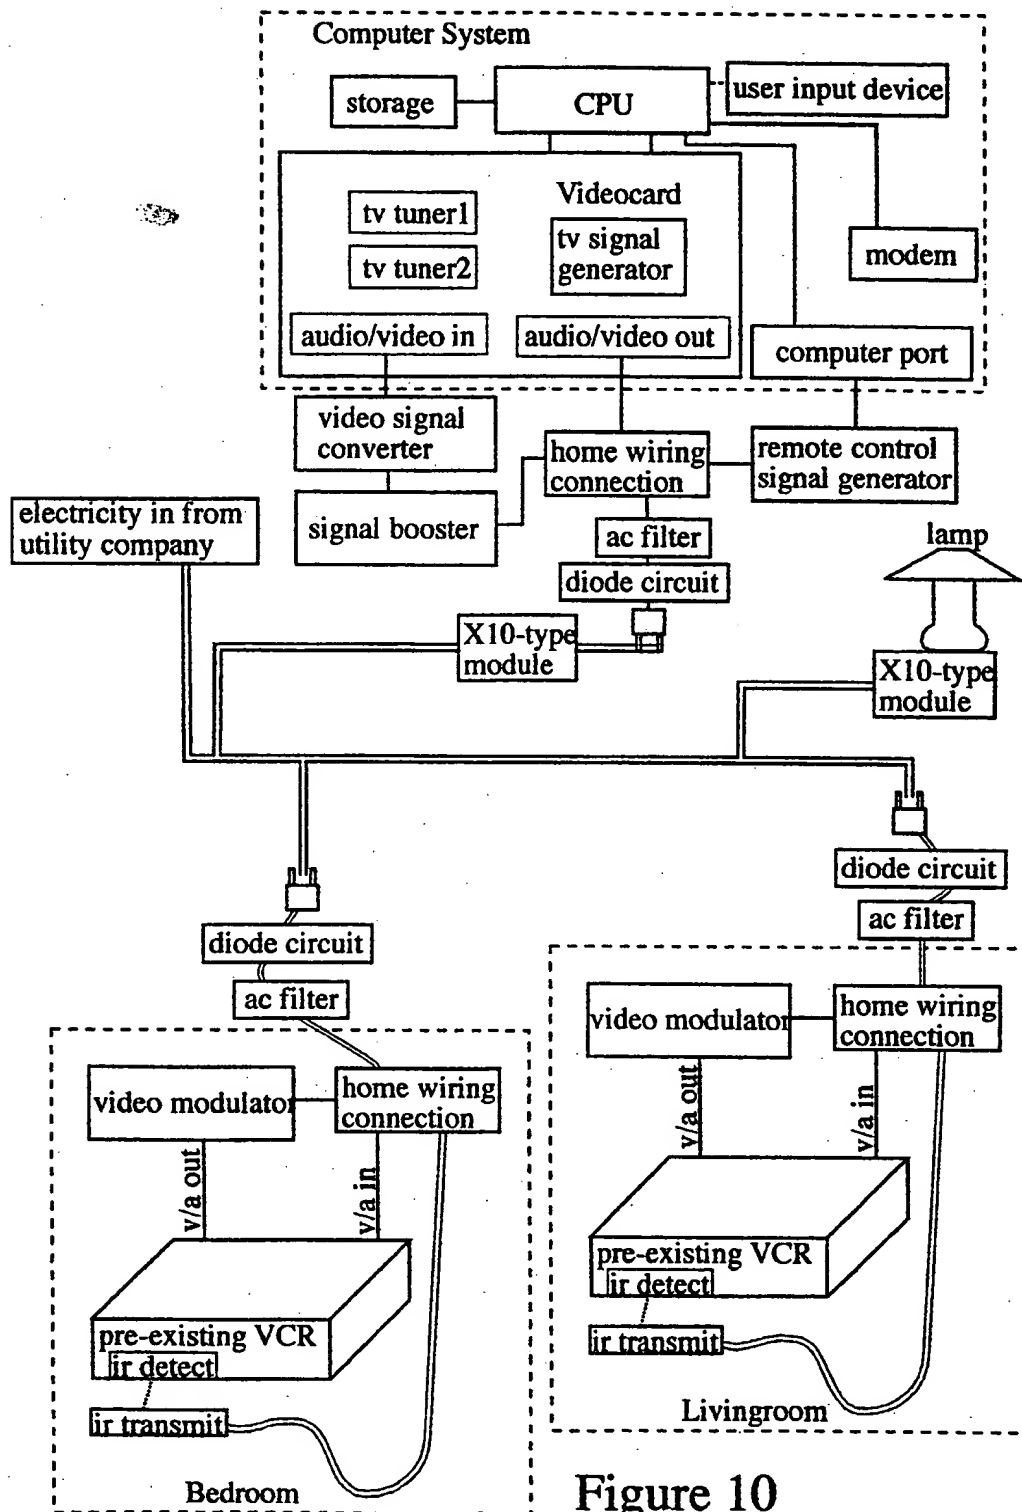 Computer System
storage
CPU
user input device
Videocard
tv tuner1
tv signal
generator
tv tuner2
modem
audio/video in
audio/video out
computer port
video signal
converter
home wiring
connection
remote control
signal generator
electricity in from
utility company
signal booster
ac filter
lamp
diode circuit
X10-type
module
X10-type
module
diode circuit
ac filter
diode circuit
ac filter
video modulator
home wiring
connection
video modulator
home wiring
connection
v/a out
v/a in
v/a out
v/a in
pre-existing VCR
ir detect
ir transmit
pre-existing VCR
ir detect
ir transmit
Livingroom
Bedroom
Figure 10